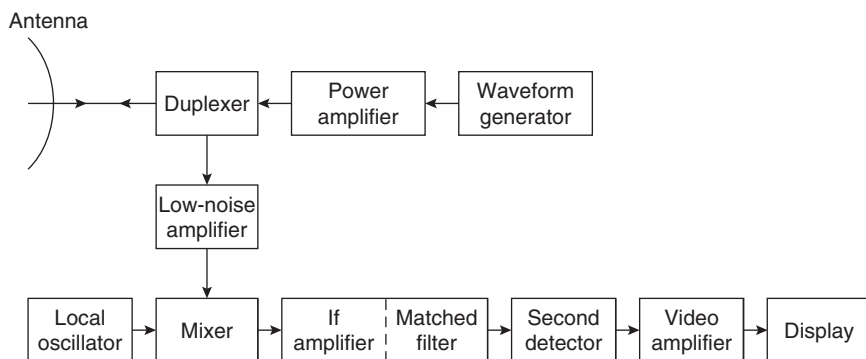 Antenna
Duplexer
Power
amplifier
Waveform
generator
Low-noise
amplifier
Local
oscillator
Mixer
If
amplifier
Matched
filter
Second
detector
Video
amplifier
Display